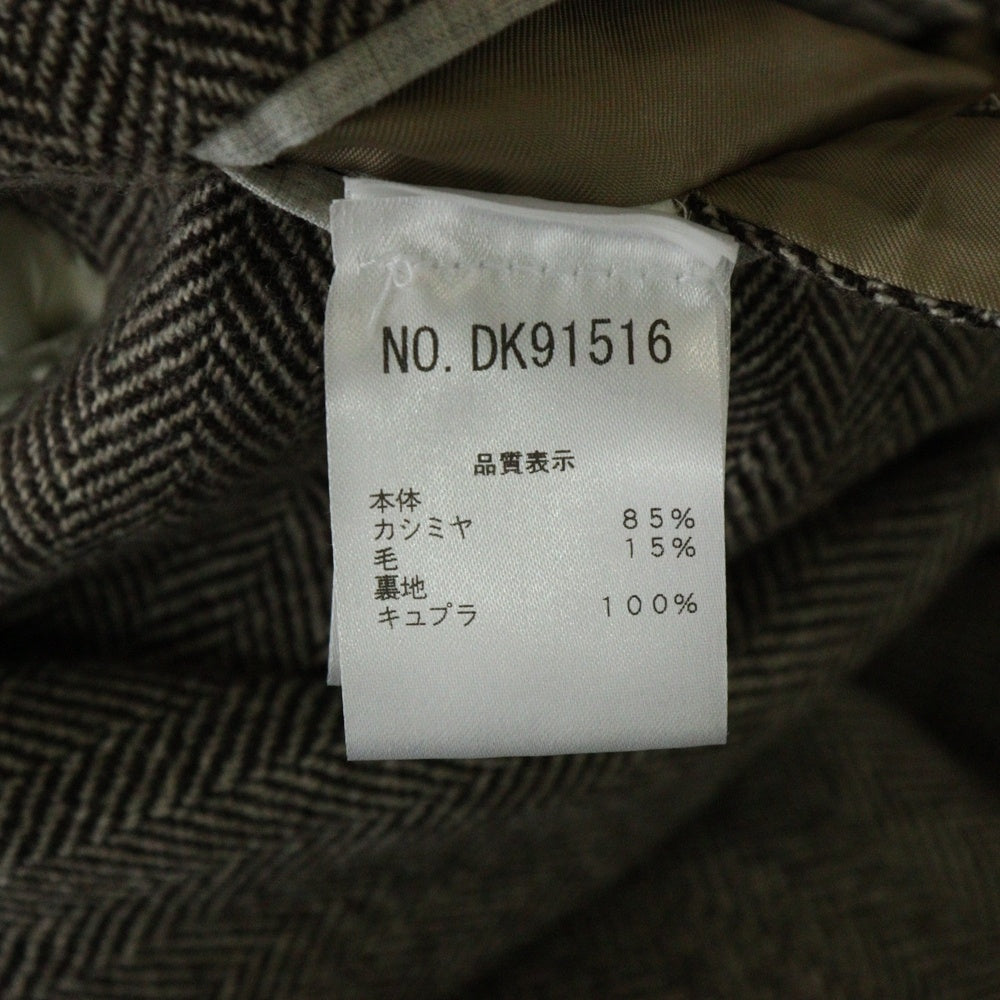 NO. DK91516
品質表示
本体
カシミヤ 85%
毛 15%
裏地
キュプラ 100%